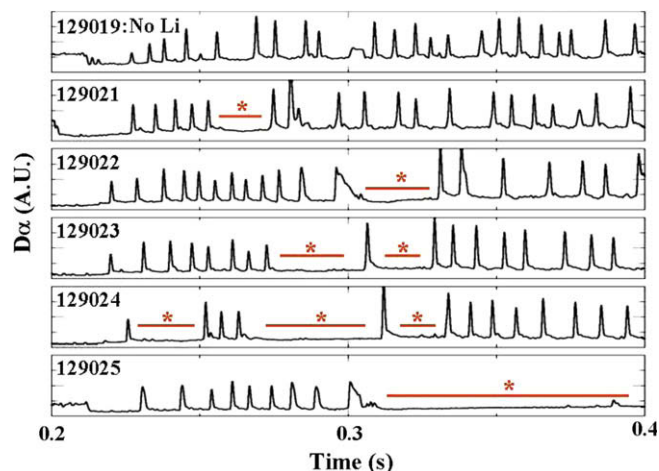 129019:No Li
129021
*
129022
*
129023
* *
129024
* * *
129025
*
Dα (A.U.)
0.2 0.3 0.4
Time (s)